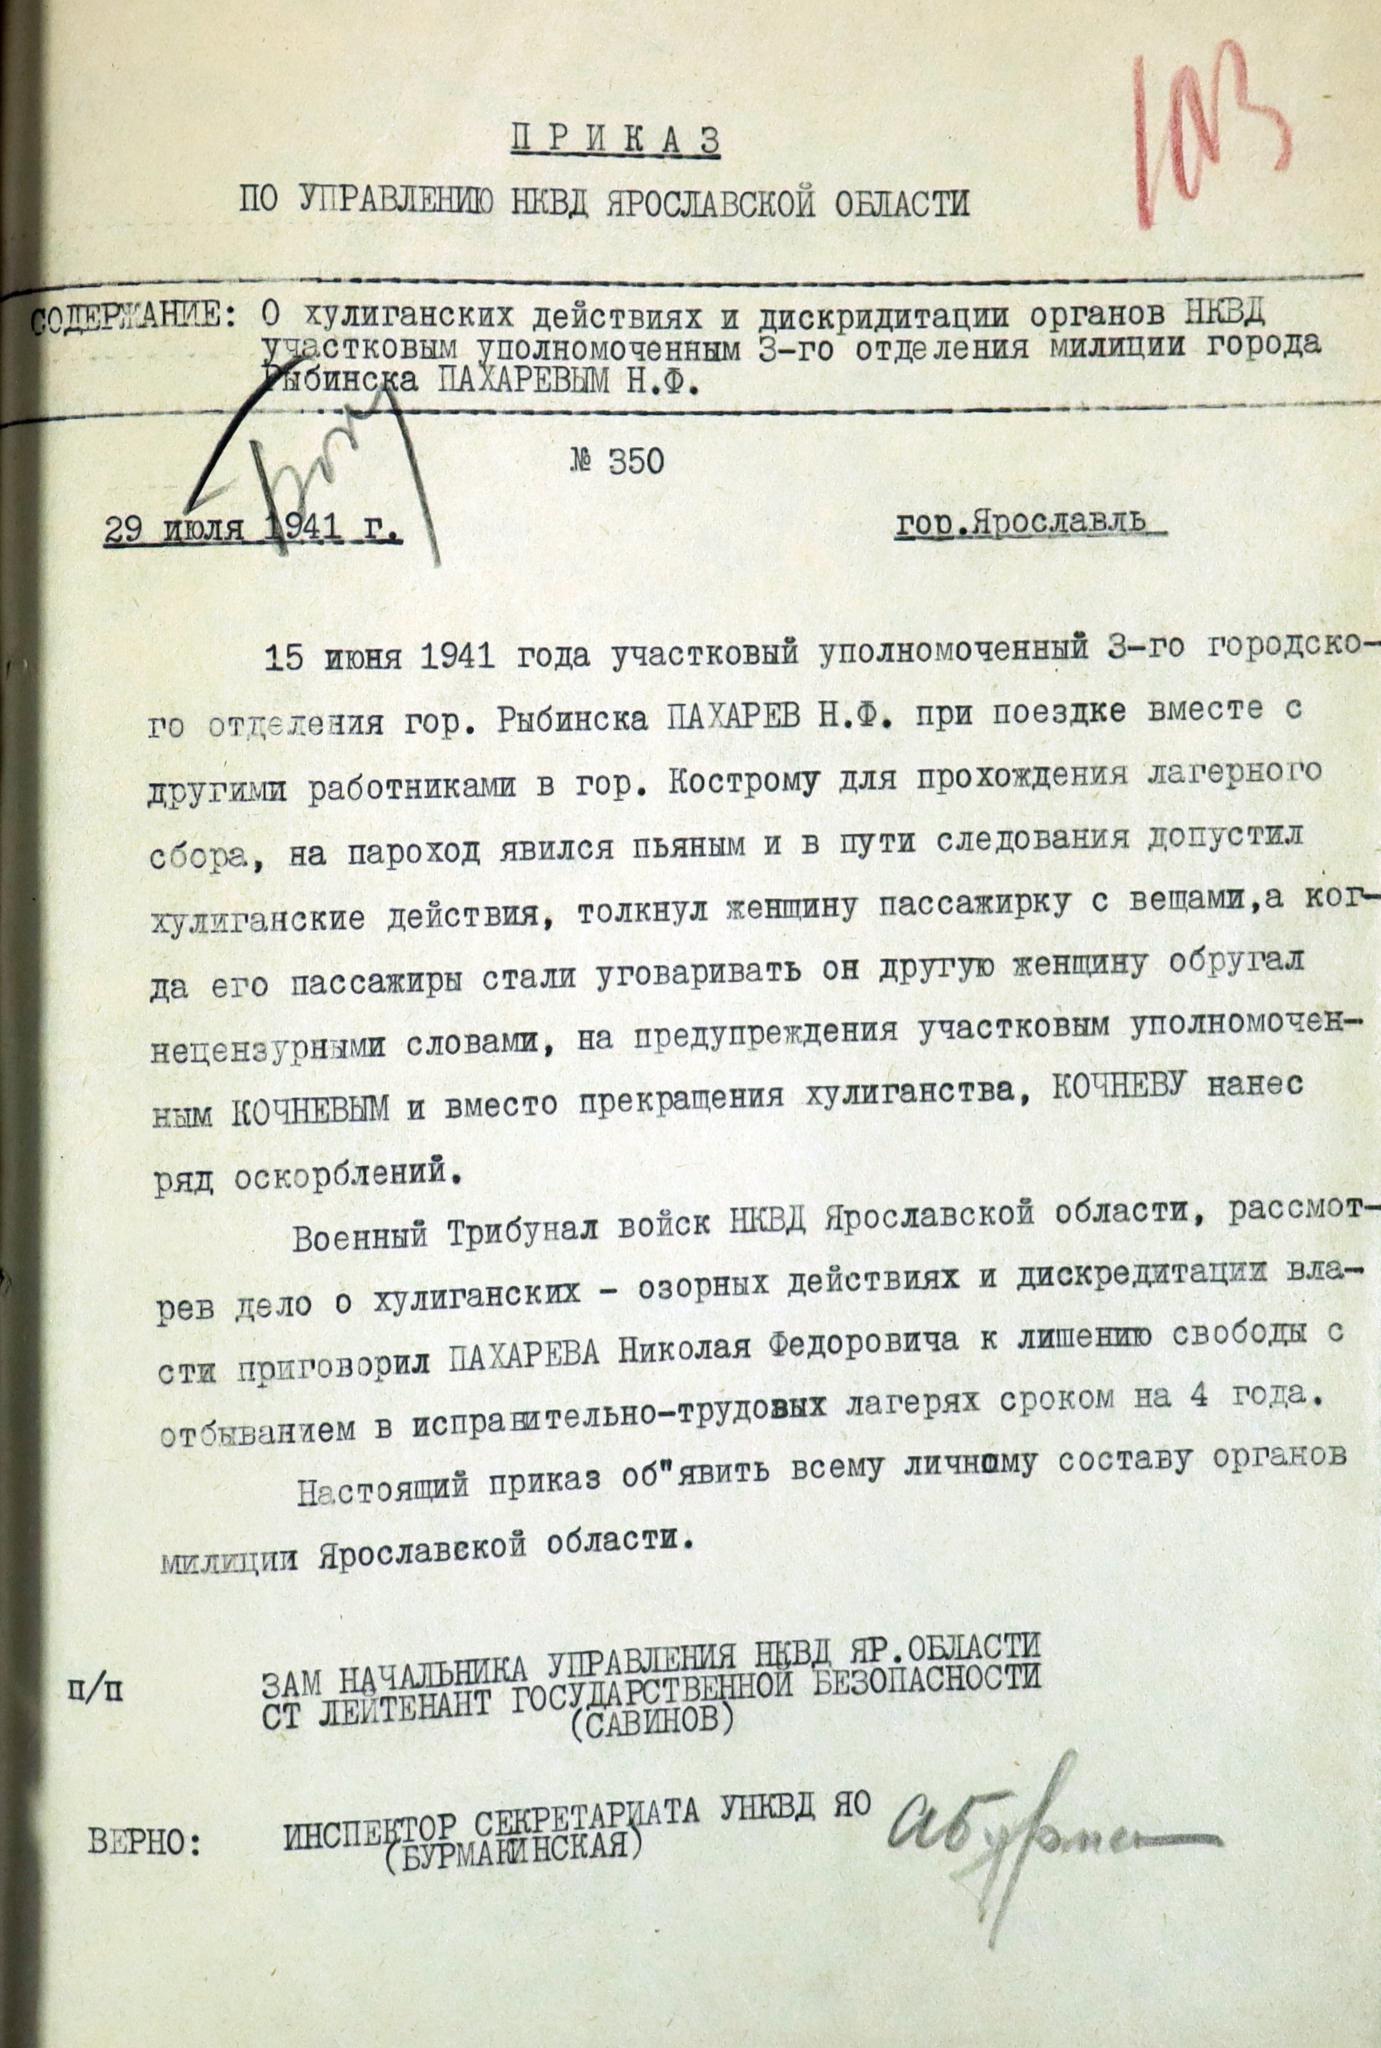 103
П Р И К А З
ПО УПРАВЛЕНИЮ НКВД ЯРОСЛАВСКОЙ ОБЛАСТИ
СОДЕРЖАНИЕ: О хулиганских действиях и дискридитации органов НКВД
участковым уполномоченным 3-го отделения милиции города
Рыбинска ПАХАРЕВЫМ Н.Ф.
№ 350
29 июля 1941 г. гор.Ярославль
15 июня 1941 года участковый уполномоченный 3-го городско-
го отделения гор. Рыбинска ПАХАРЕВ Н.Ф. при поездке вместе с
другими работниками в гор. Кострому для прохождения лагерного
сбора, на пароход явился пьяным и в пути следования допустил
хулиганские действия, толкнул женщину пассажирку с вещами,а ког-
да его пассажиры стали уговаривать он другую женщину обругал
нецензурными словами, на предупреждения участковым уполномочен-
ным КОЧНЕВЫМ и вместо прекращения хулиганства, КОЧНЕВУ нанес
ряд оскорблений.
Военный Трибунал войск НКВД Ярославской области, рассмот-
рев дело о хулиганских - озорных действиях и дискредитации вла-
сти приговорил ПАХАРЕВА Николая Федоровича к лишению свободы с
отбыванием в исправительно-трудовых лагерях сроком на 4 года.
Настоящий приказ об"явить всему личному составу органов
милиции Ярославской области.
п/п ЗАМ НАЧАЛЬНИКА УПРАВЛЕНИЯ НКВД ЯР.ОБЛАСТИ
СТ ЛЕЙТЕНАНТ ГОСУДАРСТВЕННОЙ БЕЗОПАСНОСТИ
(САВИНОВ)
ВЕРНО: ИНСПЕКТОР СЕКРЕТАРИАТА УНКВД ЯО
(БУРМАКИНСКАЯ)